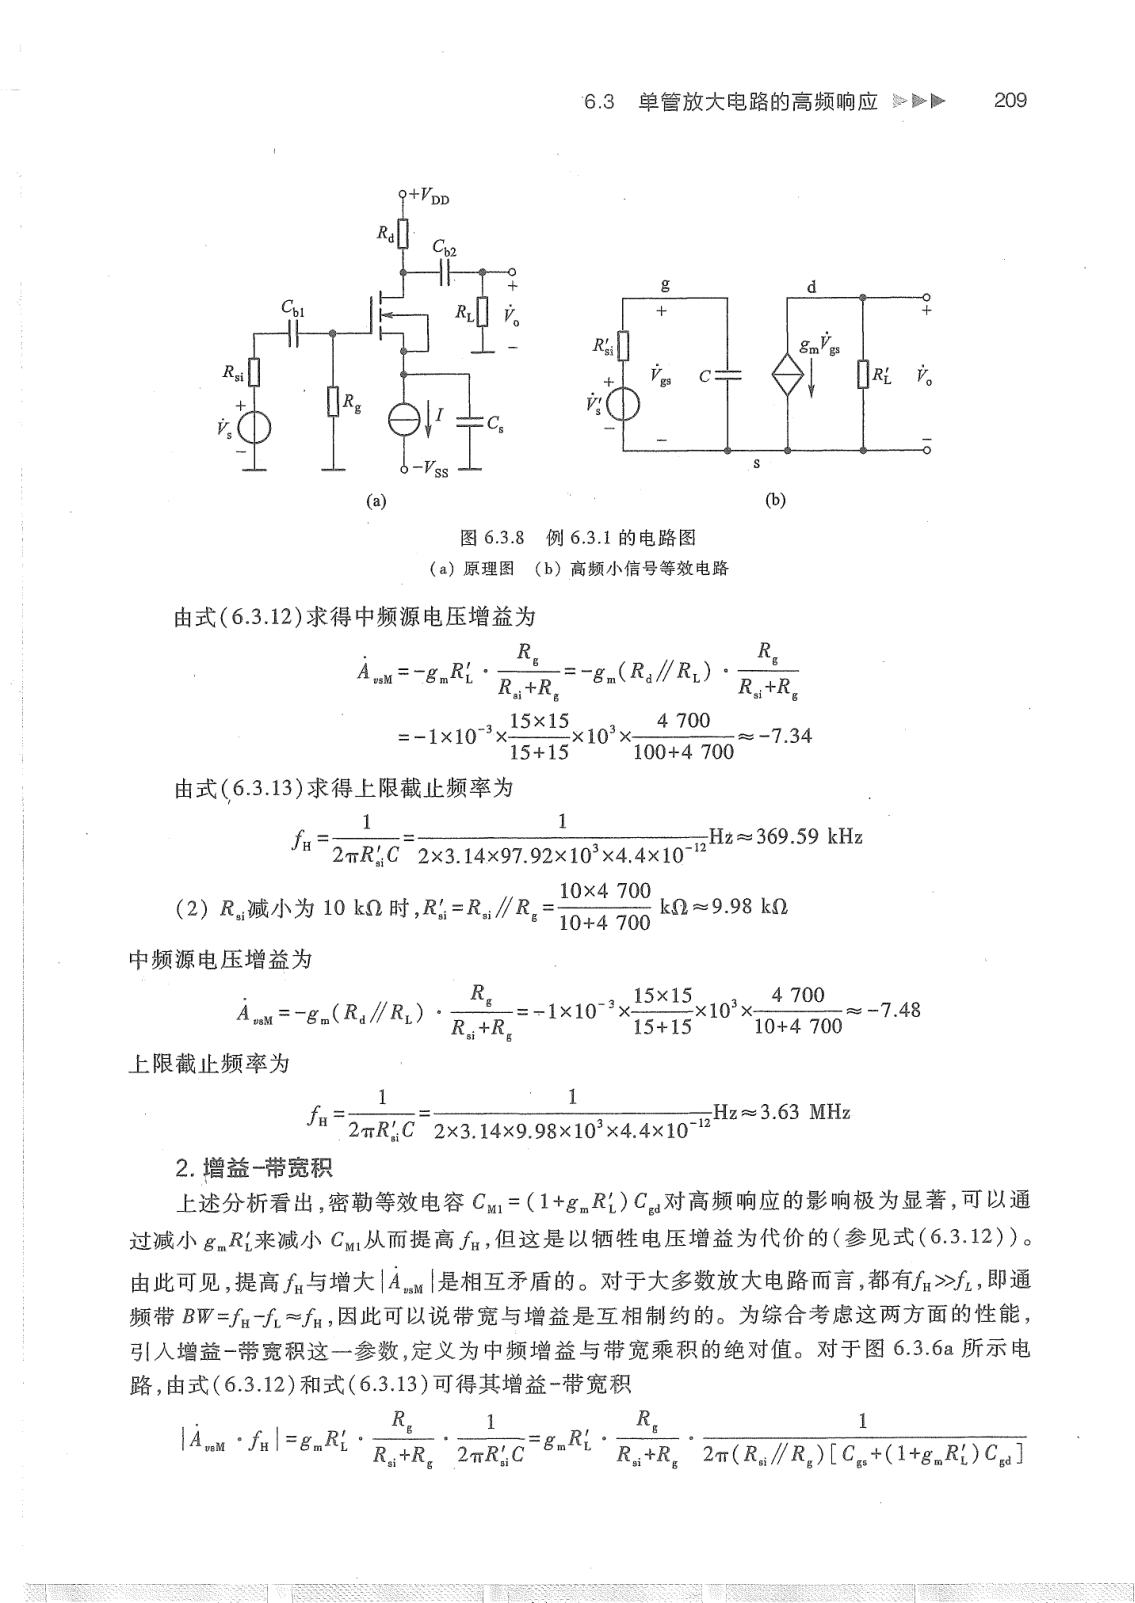 6.3 单管放大电路的高频响应 209
+V_DD
R_d
C_b2
+
C_b1
R_L
V̇_o
−
R_si
R_g
+
V̇_s
−
I
C_s
−V_SS
(a)
g
d
+
+
R'_si
g_m V̇_gs
+
V̇_gs
C
R'_L
V̇_o
V̇'_s
−
−
−
s
(b)
图 6.3.8 例 6.3.1 的电路图
(a) 原理图 (b) 高频小信号等效电路
由式(6.3.12)求得中频源电压增益为
Ȧ_vsM = −g_m R'_L · R_g/(R_si+R_g) = −g_m(R_d∥R_L) · R_g/(R_si+R_g)
= −1×10⁻³ × (15×15)/(15+15) × 10³ × 4 700/(100+4 700) ≈ −7.34
由式(6.3.13)求得上限截止频率为
f_H = 1/(2πR'_si C) = 1/(2×3.14×97.92×10³×4.4×10⁻¹²) Hz ≈ 369.59 kHz
(2) R_si减小为 10 kΩ 时,R'_si = R_si∥R_g = (10×4 700)/(10+4 700) kΩ ≈ 9.98 kΩ
中频源电压增益为
Ȧ_vsM = −g_m(R_d∥R_L) · R_g/(R_si+R_g) = −1×10⁻³ × (15×15)/(15+15) × 10³ × 4 700/(10+4 700) ≈ −7.48
上限截止频率为
f_H = 1/(2πR'_si C) = 1/(2×3.14×9.98×10³×4.4×10⁻¹²) Hz ≈ 3.63 MHz
2. 增益-带宽积
上述分析看出,密勒等效电容 C_M1 = (1+g_m R'_L) C_gd对高频响应的影响极为显著,可以通
过减小 g_m R'_L来减小 C_M1从而提高 f_H,但这是以牺牲电压增益为代价的(参见式(6.3.12))。
由此可见,提高 f_H与增大|Ȧ_vsM|是相互矛盾的。对于大多数放大电路而言,都有f_H≫f_L,即通
频带 BW=f_H-f_L≈f_H,因此可以说带宽与增益是互相制约的。为综合考虑这两方面的性能,
引入增益-带宽积这一参数,定义为中频增益与带宽乘积的绝对值。对于图 6.3.6a 所示电
路,由式(6.3.12)和式(6.3.13)可得其增益-带宽积
|Ȧ_vsM · f_H| = g_m R'_L · R_g/(R_si+R_g) · 1/(2πR'_si C) = g_m R'_L · R_g/(R_si+R_g) · 1/(2π(R_si∥R_g)[C_gs+(1+g_m R'_L)C_gd])